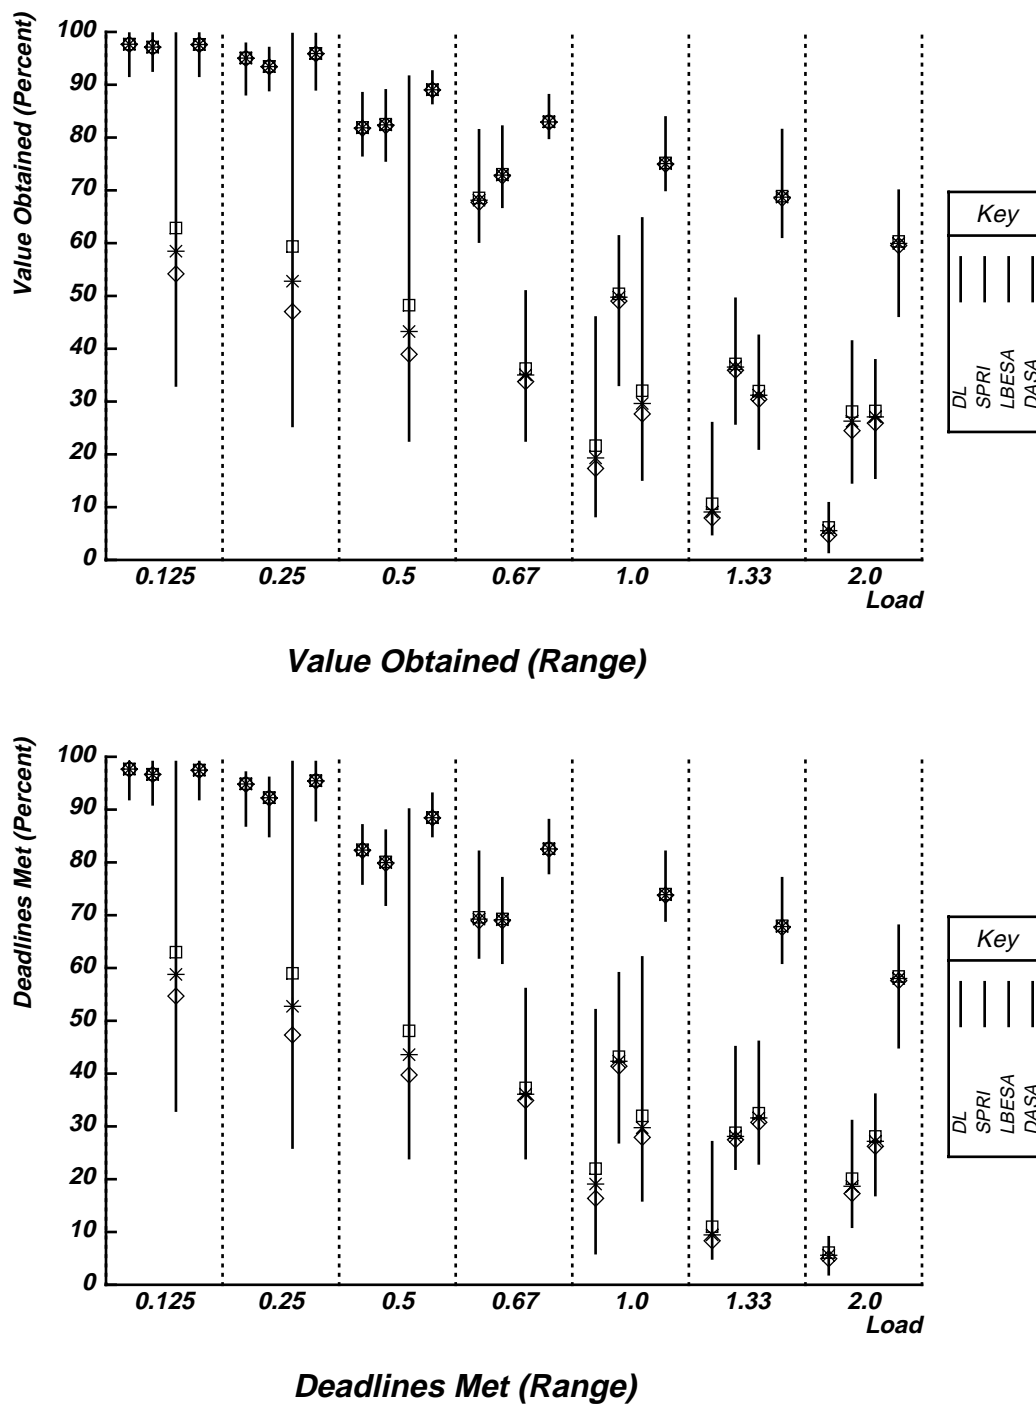 Value Obtained (Percent)
100
90
80
70
60
50
40
30
20
10
0
0.125 0.25 0.5 0.67 1.0 1.33 2.0
Load
Key
DL
SPRI
LBESA
DASA
Value Obtained (Range)
Deadlines Met (Percent)
100
90
80
70
60
50
40
30
20
10
0
0.125 0.25 0.5 0.67 1.0 1.33 2.0
Load
Key
DL
SPRI
LBESA
DASA
Deadlines Met (Range)